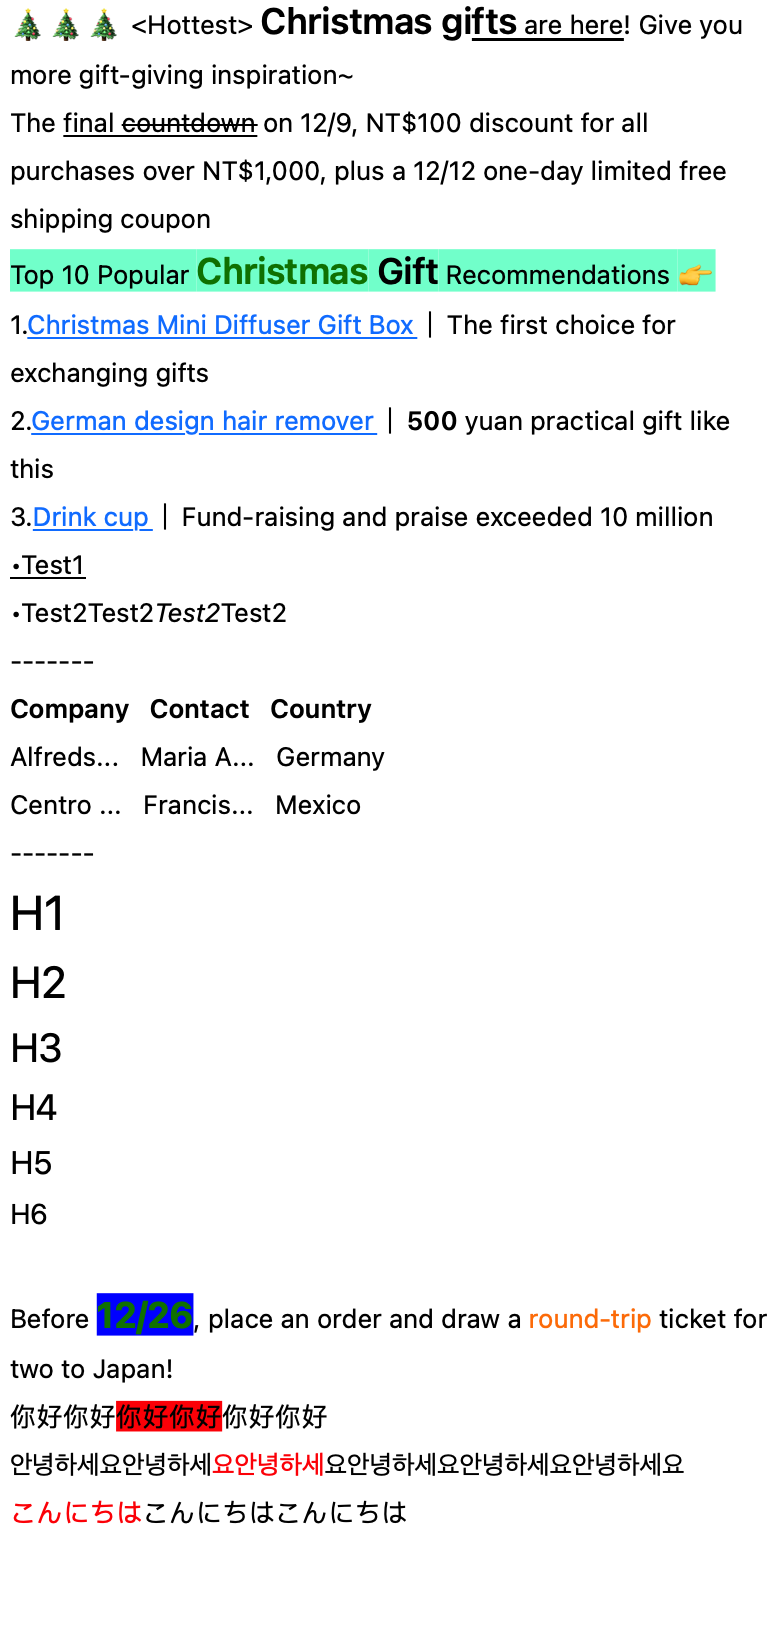 🎄🎄🎄 <Hottest> Christmas gifts are here! Give you
more gift-giving inspiration~
The final countdown on 12/9, NT$100 discount for all
purchases over NT$1,000, plus a 12/12 one-day limited free
shipping coupon
Top 10 Popular Christmas Gift Recommendations 👉
1.Christmas Mini Diffuser Gift Box ｜ The first choice for
exchanging gifts
2.German design hair remover ｜ 500 yuan practical gift like
this
3.Drink cup ｜ Fund-raising and praise exceeded 10 million
•Test1
•Test2Test2Test2Test2
-------
Company Contact Country
Alfreds... Maria A... Germany
Centro ... Francis... Mexico
-------
H1
H2
H3
H4
H5
H6
Before 12/26, place an order and draw a round-trip ticket for
two to Japan!
你好你好你好你好你好你好
안녕하세요안녕하세요안녕하세요안녕하세요안녕하세요안녕하세요
こんにちはこんにちはこんにちは